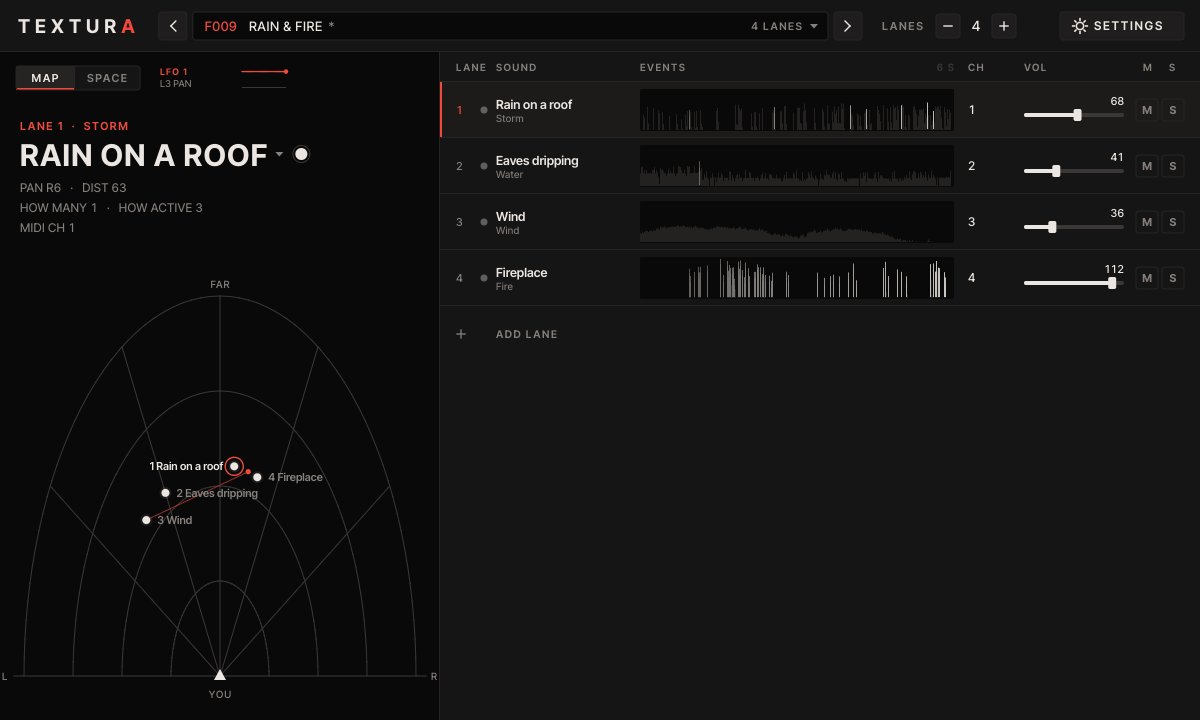 TEXTURA
F009 RAIN & FIRE * 4 LANES
LANES 4
SETTINGS
MAP SPACE
LFO 1
L3 PAN
LANE 1 · STORM
RAIN ON A ROOF
PAN R6 · DIST 63
HOW MANY 1 · HOW ACTIVE 3
MIDI CH 1
FAR
1 Rain on a roof
4 Fireplace
2 Eaves dripping
3 Wind
L
R
YOU
LANE SOUND EVENTS 6 S CH VOL M S
1 Rain on a roof 1 68 M S
Storm
2 Eaves dripping 2 41 M S
Water
3 Wind 3 36 M S
Wind
4 Fireplace 4 112 M S
Fire
+ ADD LANE